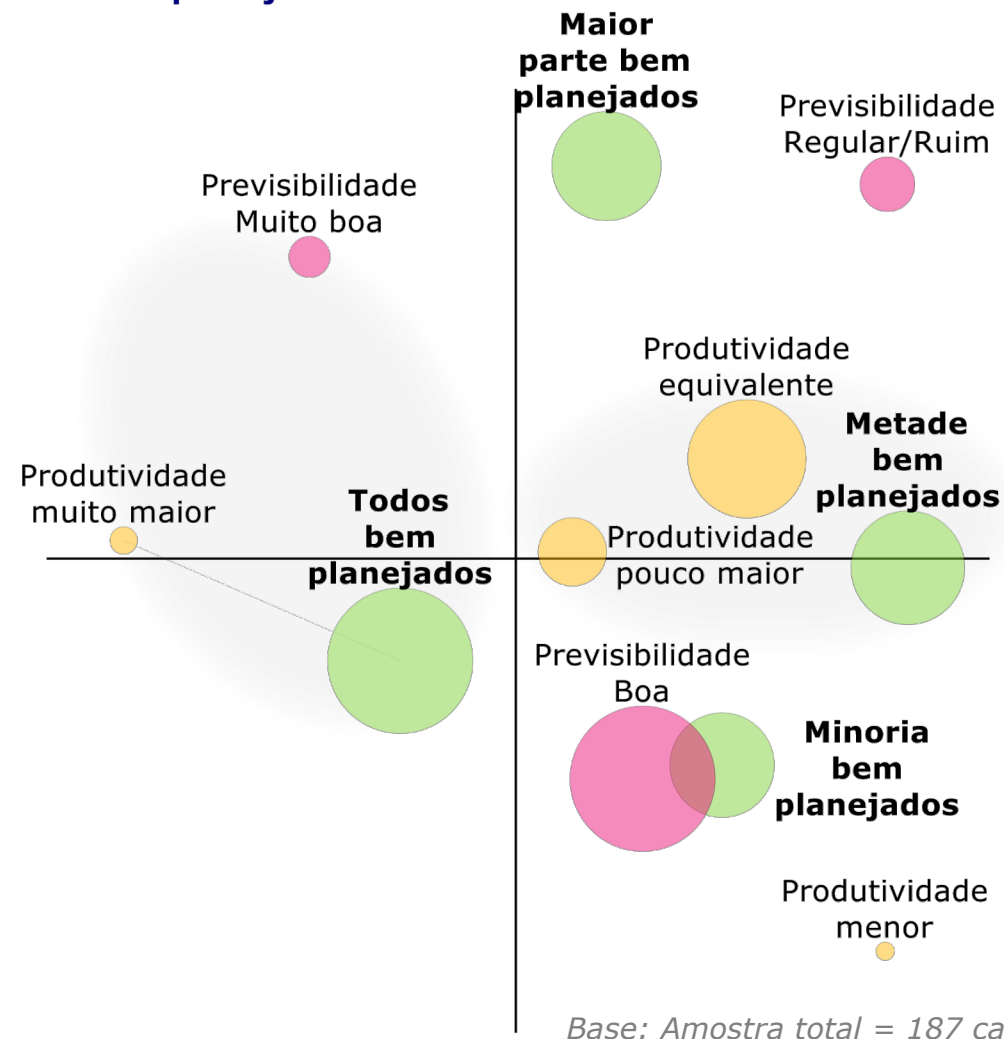 Maior
parte bem
planejados
Previsibilidade
Regular/Ruim
Previsibilidade
Muito boa
Produtividade
equivalente
Metade
bem
planejados
Produtividade
muito maior
Todos
bem
planejados
Produtividade
pouco maior
Previsibilidade
Boa
Minoria
bem
planejados
Produtividade
menor
Base: Amostra total = 187 ca